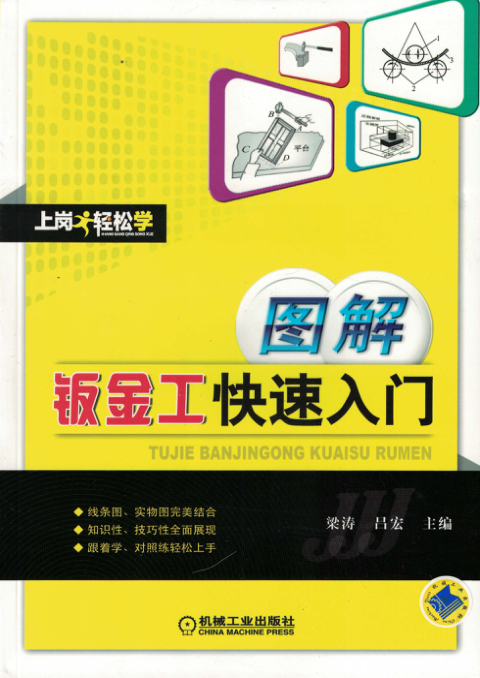 1
3
2
B
A
C
平台
D
上岗轻松学
SHANG GANG QING SONG XUE
图解
钣金工快速入门
TUJIE BANJINGONG KUAISU RUMEN
◆ 线条图、实物图完美结合
◆ 知识性、技巧性全面展现
◆ 跟着学、对照练轻松上手
梁涛 吕宏 主编
机械工业出版社
CHINA MACHINE PRESS